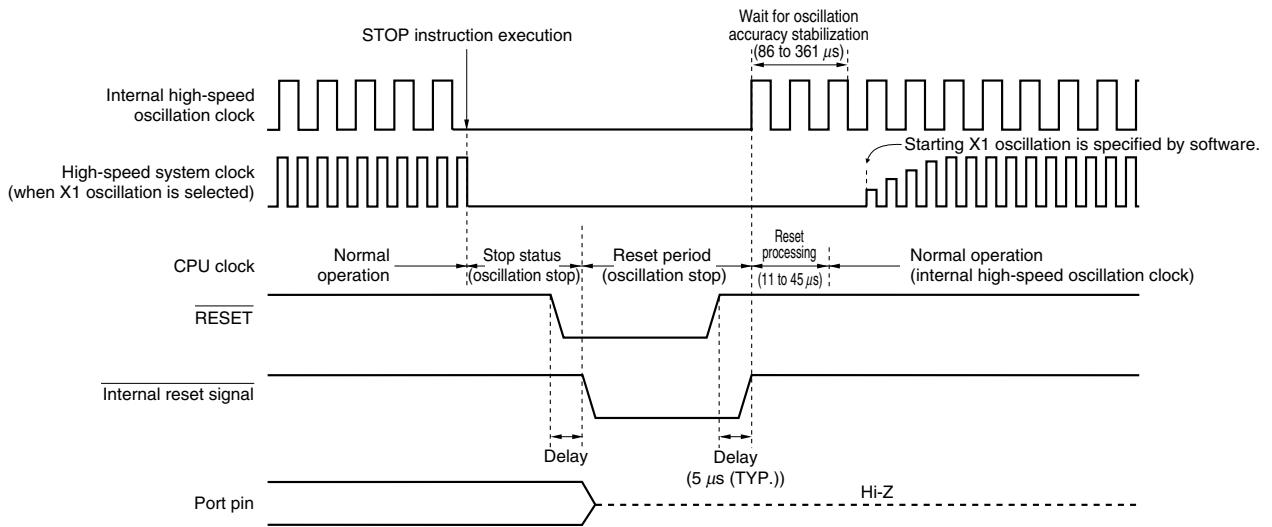 Wait for oscillation
accuracy stabilization
(86 to 361 μs)
STOP instruction execution
Internal high-speed
oscillation clock
Starting X1 oscillation is specified by software.
High-speed system clock
(when X1 oscillation is selected)
CPU clock
Normal
operation
Stop status
(oscillation stop)
Reset period
(oscillation stop)
Reset
processing
(11 to 45 μs)
Normal operation
(internal high-speed oscillation clock)
RESET
Internal reset signal
Delay
Delay
(5 μs (TYP.))
Port pin
Hi-Z